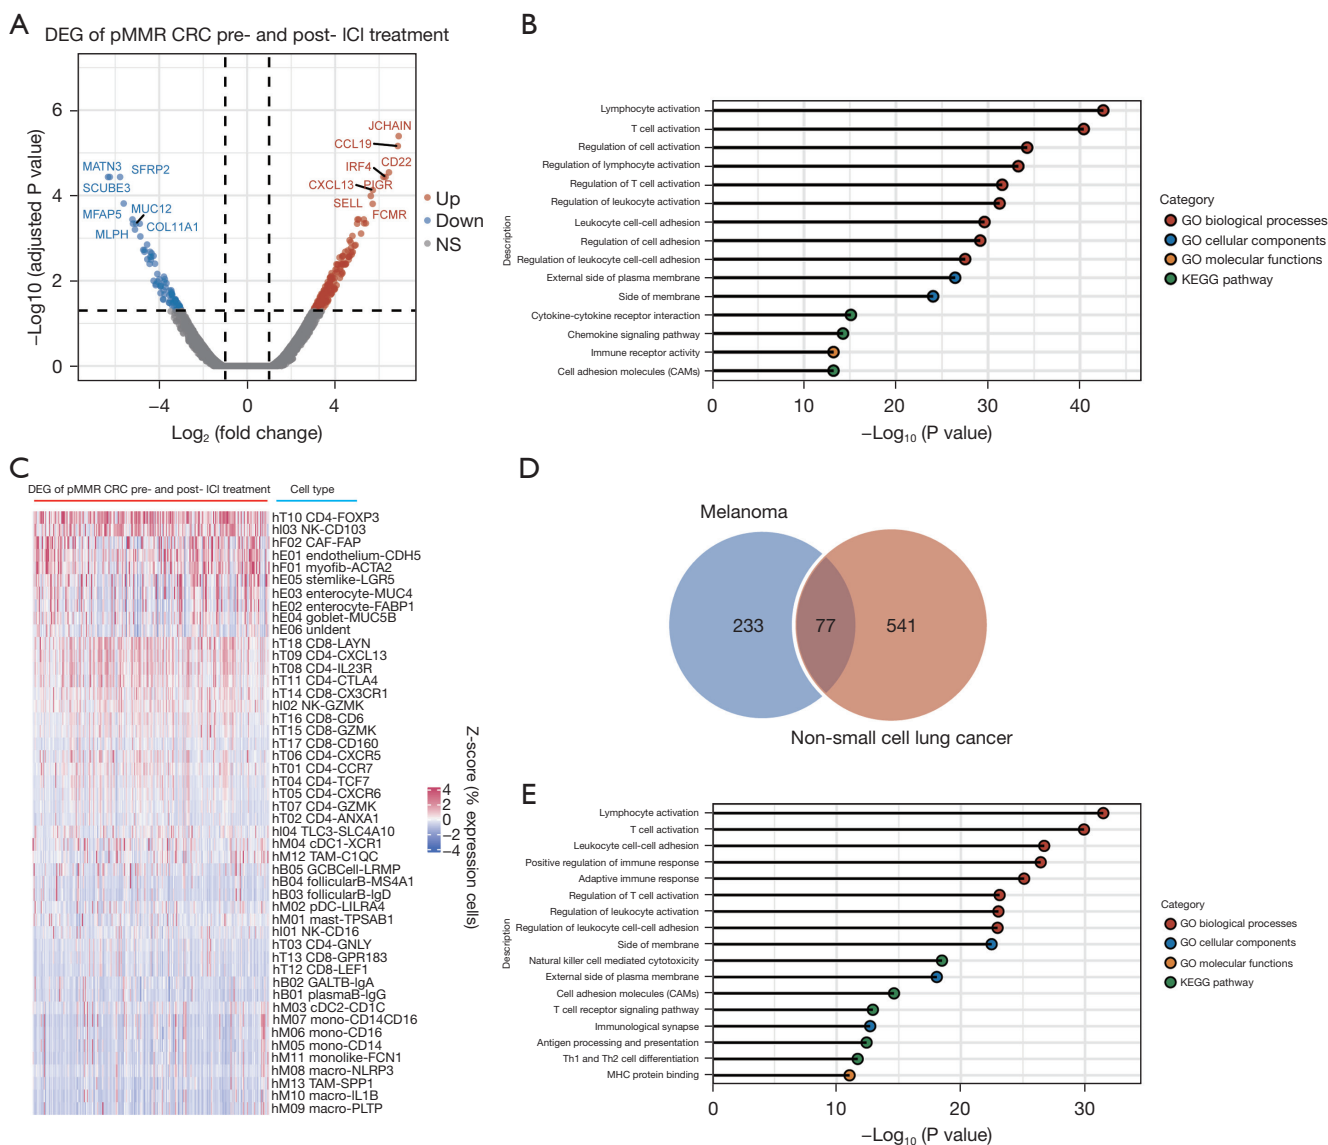 A
DEG of pMMR CRC pre- and post- ICI treatment
−Log10 (adjusted P value)
6
4
2
0
−4
0
4
Log2 (fold change)
JCHAIN
CCL19
IRF4
CD22
CXCL13
PIGR
SELL
FCMR
MATN3
SFRP2
SCUBE3
MFAP5
MUC12
COL11A1
MLPH
Up
Down
NS
B
Description
Lymphocyte activation
T cell activation
Regulation of cell activation
Regulation of lymphocyte activation
Regulation of T cell activation
Regulation of leukocyte activation
Leukocyte cell-cell adhesion
Regulation of cell adhesion
Regulation of leukocyte cell-cell adhesion
External side of plasma membrane
Side of membrane
Cytokine-cytokine receptor interaction
Chemokine signaling pathway
Immune receptor activity
Cell adhesion molecules (CAMs)
0
10
20
30
40
−Log10 (P value)
Category
GO biological processes
GO cellular components
GO molecular functions
KEGG pathway
C
DEG of pMMR CRC pre- and post- ICI treatment
Cell type
hT10 CD4-FOXP3
hI03 NK-CD103
hF02 CAF-FAP
hE01 endothelium-CDH5
hF01 myofib-ACTA2
hE05 stemlike-LGR5
hE03 enterocyte-MUC4
hE02 enterocyte-FABP1
hE04 goblet-MUC5B
hE06 unIdent
hT18 CD8-LAYN
hT09 CD4-CXCL13
hT08 CD4-IL23R
hT11 CD4-CTLA4
hT14 CD8-CX3CR1
hI02 NK-GZMK
hT16 CD8-CD6
hT15 CD8-GZMK
hT17 CD8-CD160
hT06 CD4-CXCR5
hT01 CD4-CCR7
hT04 CD4-TCF7
hT05 CD4-CXCR6
hT07 CD4-GZMK
hT02 CD4-ANXA1
hI04 TLC3-SLC4A10
hM04 cDC1-XCR1
hM12 TAM-C1QC
hB05 GCBCell-LRMP
hB04 follicularB-MS4A1
hB03 follicularB-IgD
hM02 pDC-LILRA4
hM01 mast-TPSAB1
hI01 NK-CD16
hT03 CD4-GNLY
hT13 CD8-GPR183
hT12 CD8-LEF1
hB02 GALTB-IgA
hB01 plasmaB-IgG
hM03 cDC2-CD1C
hM07 mono-CD14CD16
hM06 mono-CD16
hM05 mono-CD14
hM11 monolike-FCN1
hM08 macro-NLRP3
hM13 TAM-SPP1
hM10 macro-IL1B
hM09 macro-PLTP
4
2
0
−2
−4
Z-score (% expression cells)
D
Melanoma
233
77
541
Non-small cell lung cancer
E
Description
Lymphocyte activation
T cell activation
Leukocyte cell-cell adhesion
Positive regulation of immune response
Adaptive immune response
Regulation of T cell activation
Regulation of leukocyte activation
Regulation of leukocyte cell-cell adhesion
Side of membrane
Natural killer cell mediated cytotoxicity
External side of plasma membrane
Cell adhesion molecules (CAMs)
T cell receptor signaling pathway
Immunological synapse
Antigen processing and presentation
Th1 and Th2 cell differentiation
MHC protein binding
0
10
20
30
−Log10 (P value)
Category
GO biological processes
GO cellular components
GO molecular functions
KEGG pathway